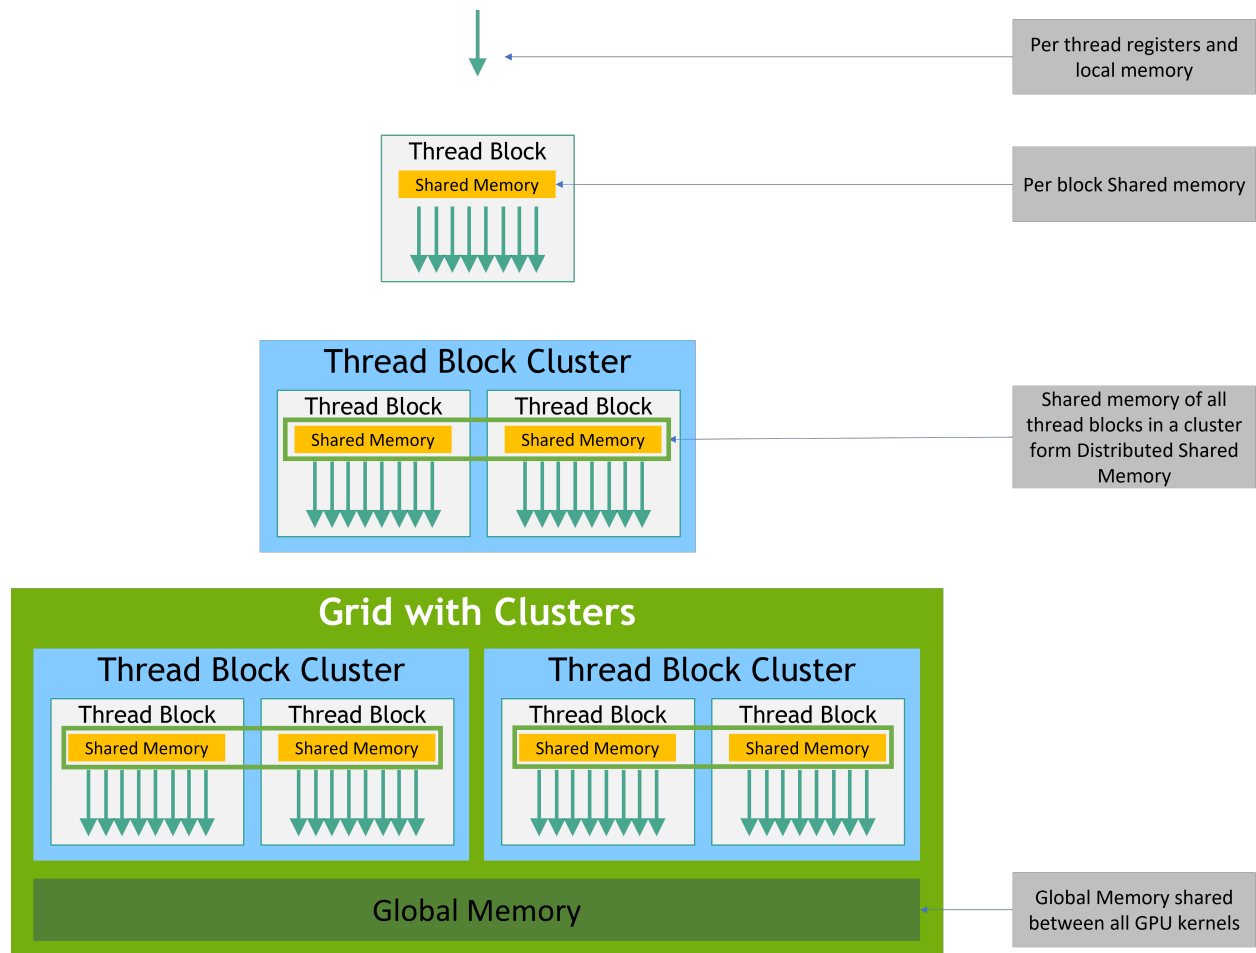 Per thread registers and
local memory
Thread Block
Shared Memory
Per block Shared memory
Thread Block Cluster
Thread Block
Thread Block
Shared Memory
Shared Memory
Shared memory of all
thread blocks in a cluster
form Distributed Shared
Memory
Grid with Clusters
Thread Block Cluster
Thread Block Cluster
Thread Block
Thread Block
Thread Block
Thread Block
Shared Memory
Shared Memory
Shared Memory
Shared Memory
Global Memory
Global Memory shared
between all GPU kernels